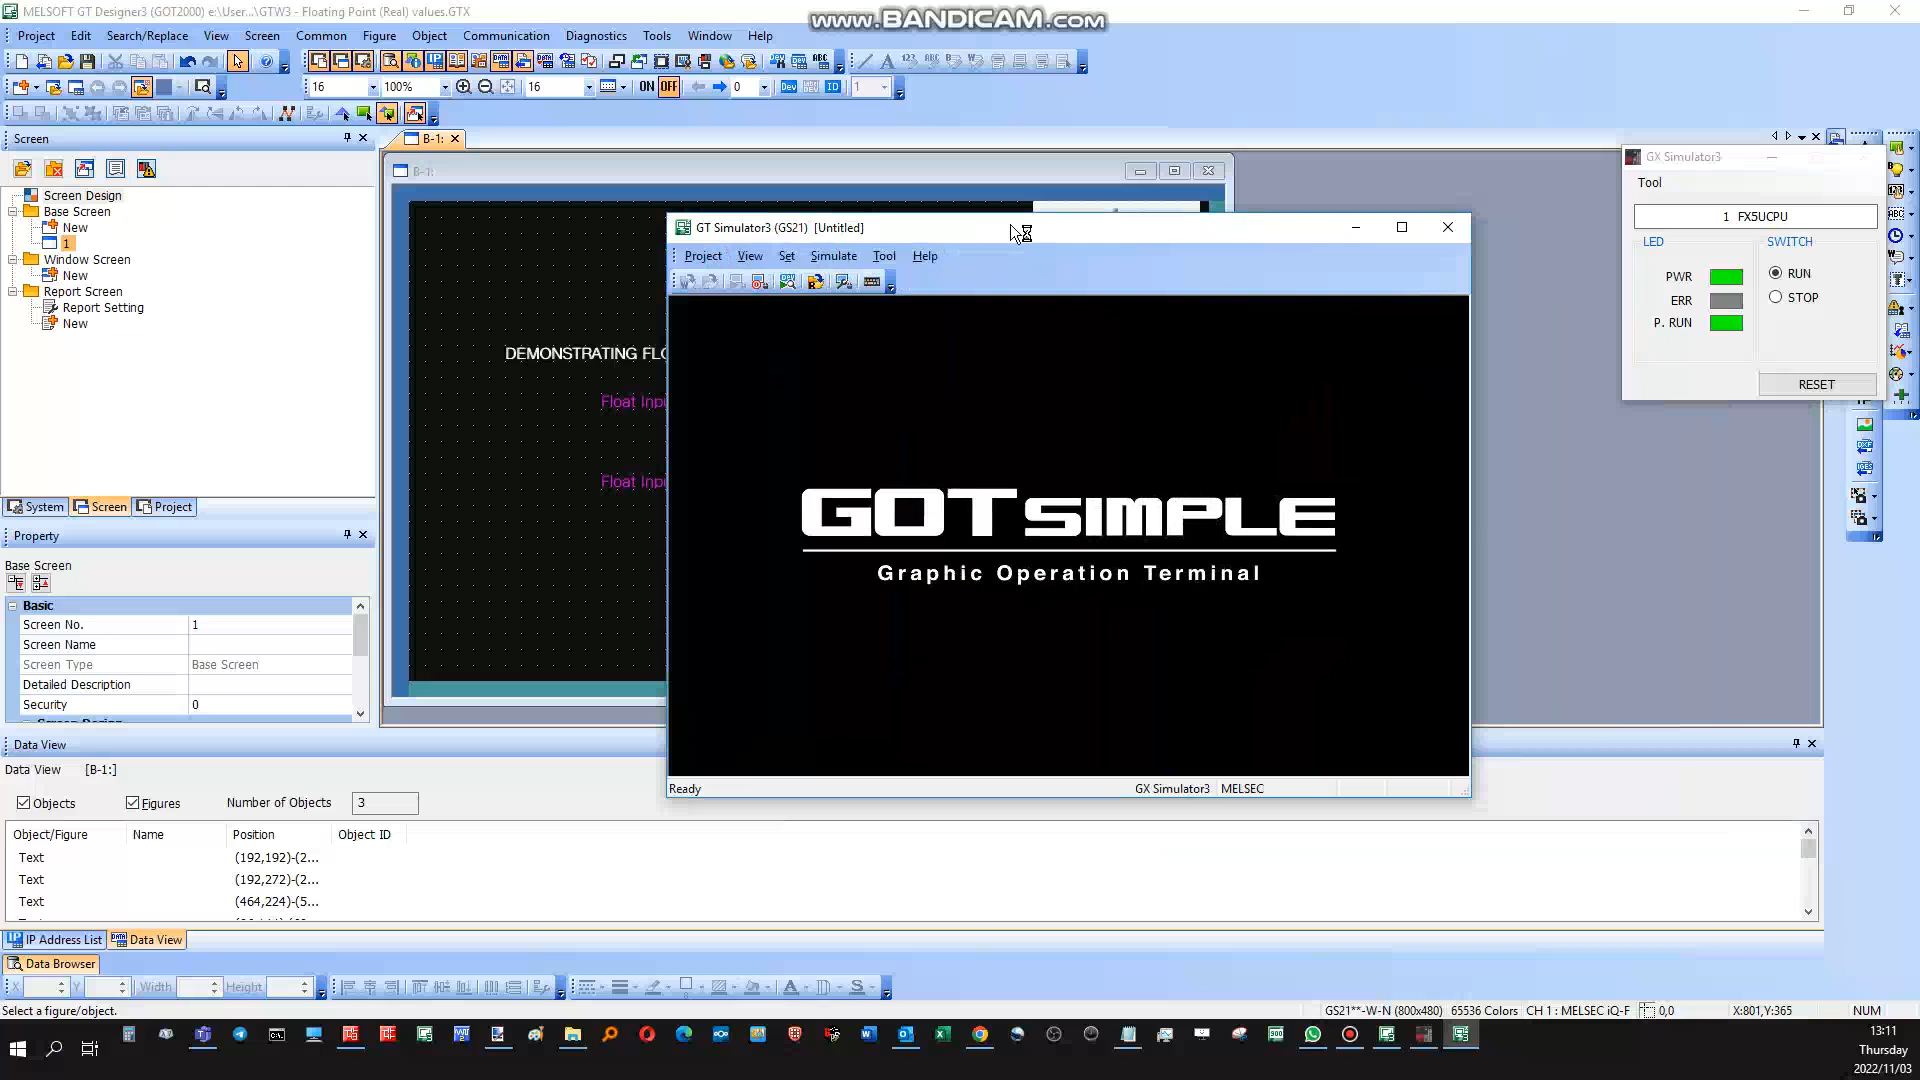 MELSOFT GT Designer3 (GOT2000) e:\User...\GTW3 - Floating Point (Real) values.GTX
www.BANDICAM.com
Project Edit Search/Replace View Screen Common Figure Object Communication Diagnostics Tools Window Help
16 100% 16 ON OFF 0 Dev ID 1
Screen
B-1:
Screen Design
Base Screen
New
1
Window Screen
New
Report Screen
Report Setting
New
System Screen Project
B-1:
DEMONSTRATING FLO
Float Inpu
Float Inpu
GT Simulator3 (GS21) [Untitled]
Project View Set Simulate Tool Help
GOT SIMPLE
Graphic Operation Terminal
Ready GX Simulator3 MELSEC
GX Simulator3
Tool
1 FX5UCPU
LED SWITCH
PWR RUN
ERR STOP
P. RUN
RESET
Property
Base Screen
Basic
Screen No. 1
Screen Name
Screen Type Base Screen
Detailed Description
Security 0
Data View
Data View [B-1:]
Objects Figures Number of Objects 3
Object/Figure Name Position Object ID
Text (192,192)-(2...
Text (192,272)-(2...
Text (464,224)-(5...
IP Address List Data View
Data Browser
X Y Width Height
Select a figure/object. GS21**-W-N (800x480) 65536 Colors CH 1 : MELSEC iQ-F 0,0 X:801,Y:365 NUM
13:11
Thursday
2022/11/03